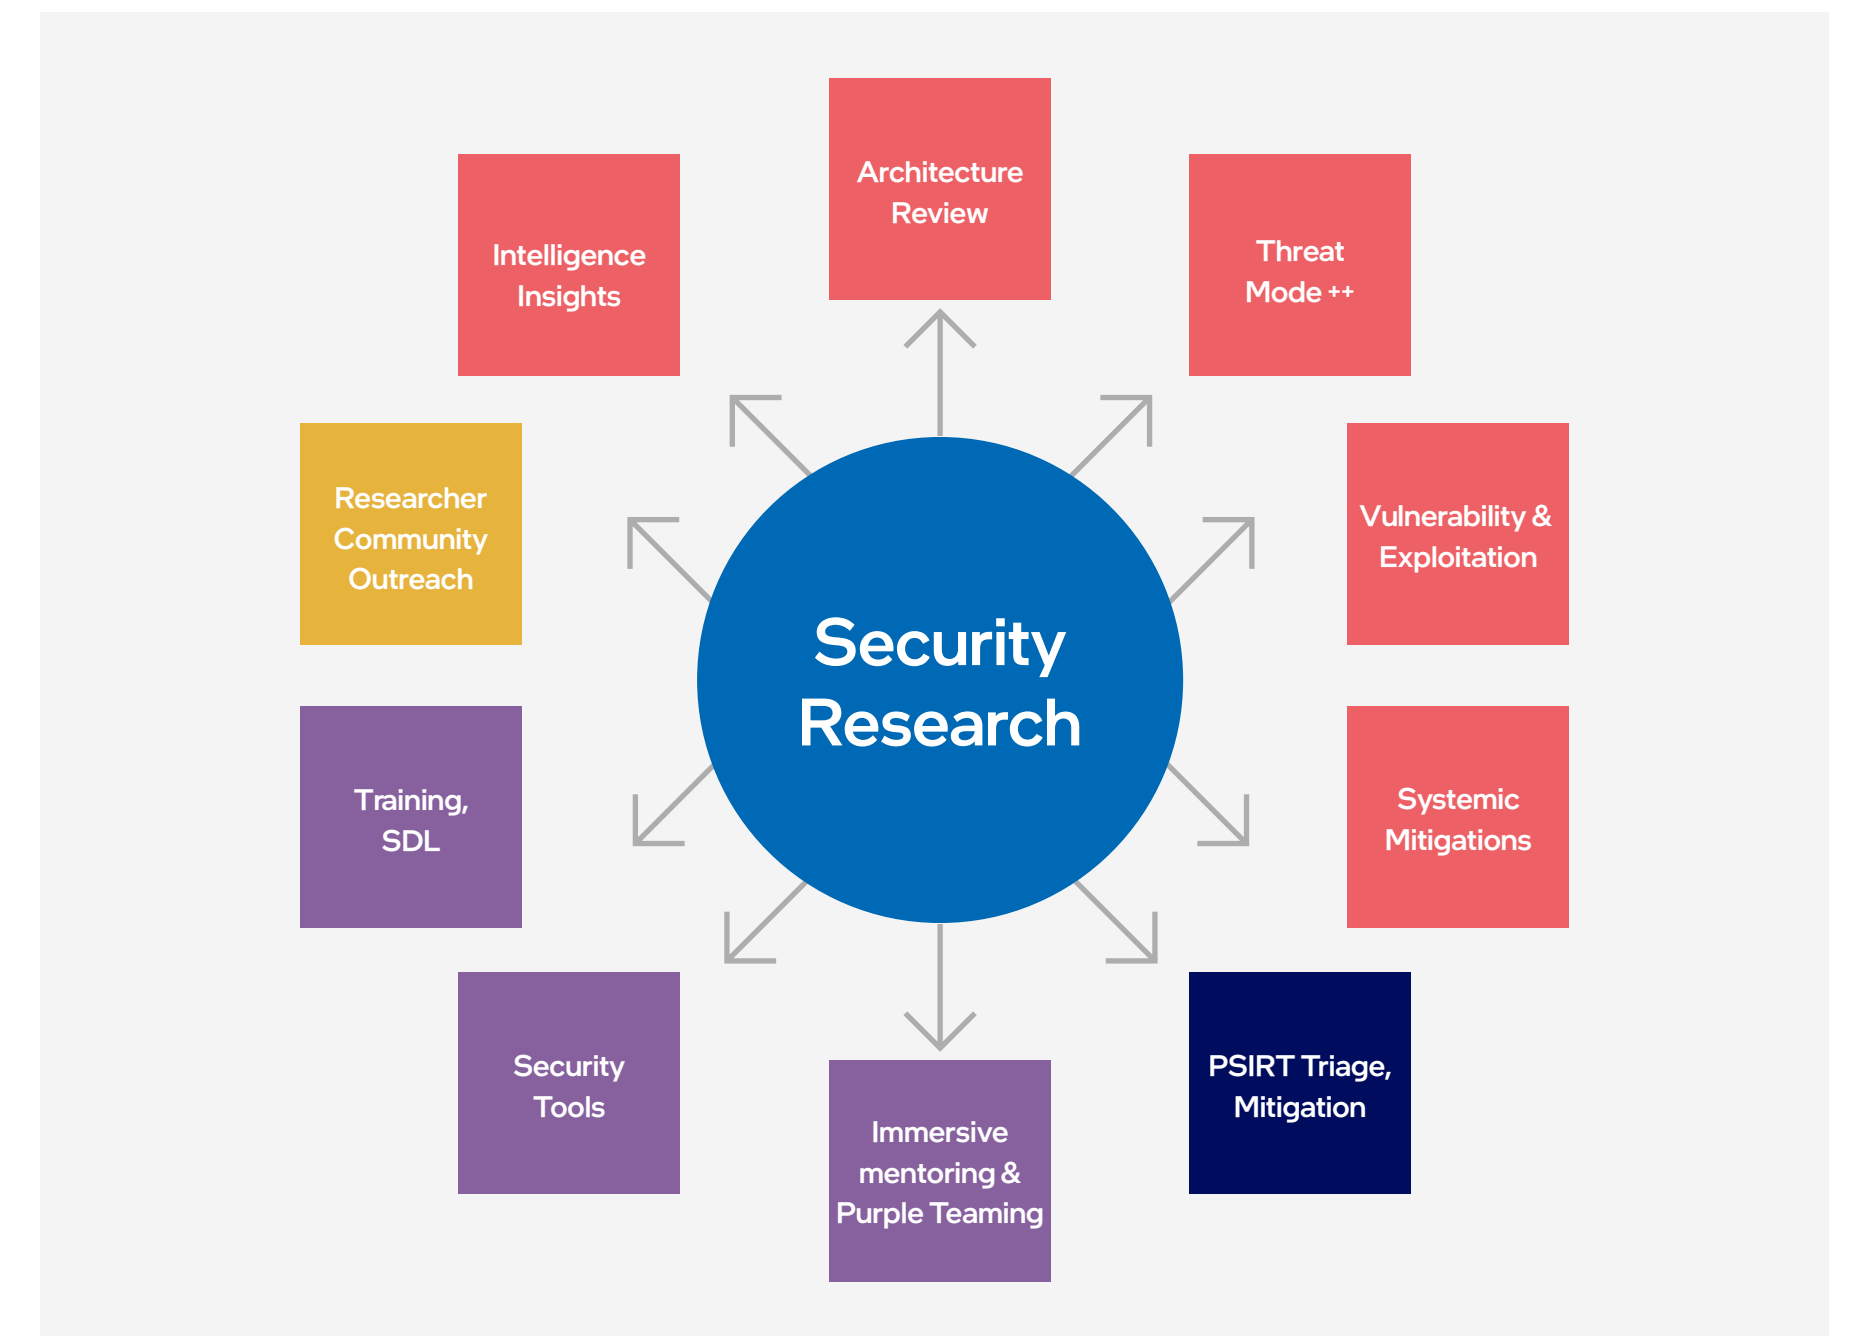 Architecture
Review
Intelligence
Insights
Threat
Mode ++
Researcher
Community
Outreach
Vulnerability &
Exploitation
Security
Research
Training,
SDL
Systemic
Mitigations
Security
Tools
PSIRT Triage,
Mitigation
Immersive
mentoring &
Purple Teaming